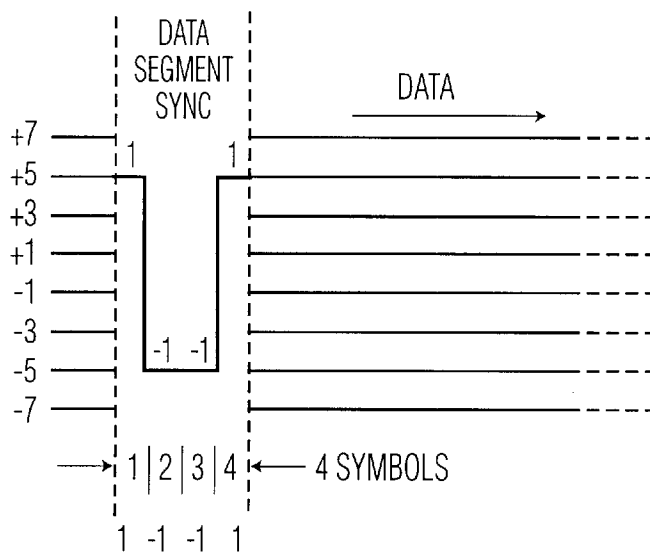 DATA
SEGMENT
SYNC
DATA
+7
1 1
+5
+3
+1
-1
-3
-1 -1
-5
-7
1 2 3 4 4 SYMBOLS
1 -1 -1 1